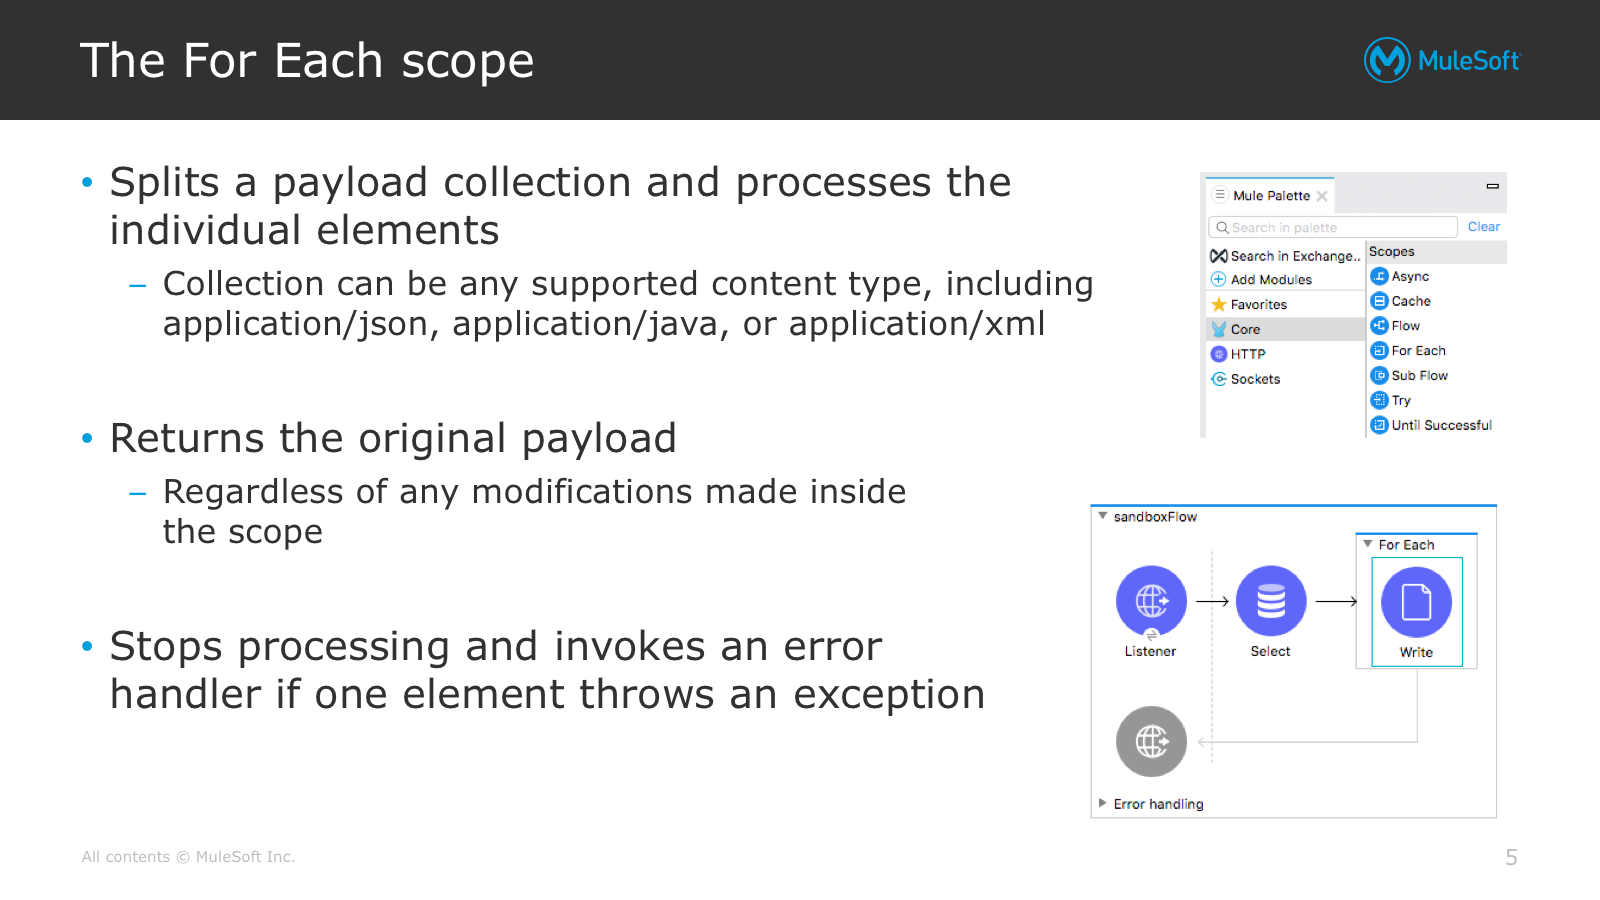 The For Each scope
MuleSoft
• Splits a payload collection and processes the
individual elements
– Collection can be any supported content type, including
application/json, application/java, or application/xml
• Returns the original payload
– Regardless of any modifications made inside
the scope
• Stops processing and invokes an error
handler if one element throws an exception
Mule Palette
Search in palette
Clear
Search in Exchange..
Add Modules
Favorites
Core
HTTP
Sockets
Scopes
Async
Cache
Flow
For Each
Sub Flow
Try
Until Successful
sandboxFlow
For Each
Listener
Select
Write
Error handling
All contents © MuleSoft Inc.
5